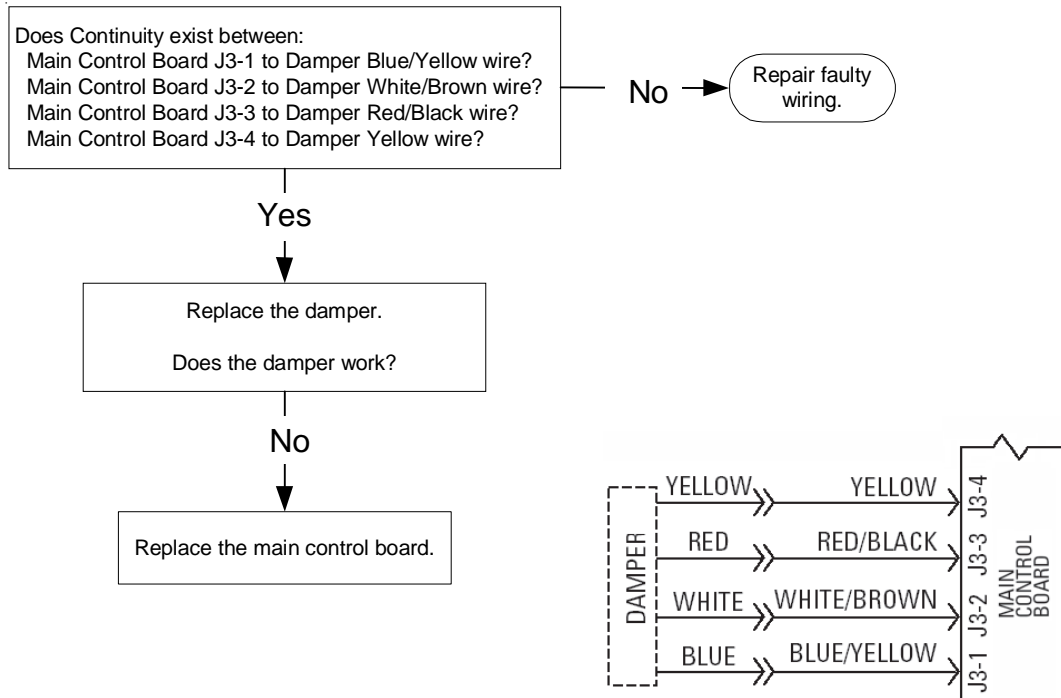 Does Continuity exist between:
Main Control Board J3-1 to Damper Blue/Yellow wire?
Main Control Board J3-2 to Damper White/Brown wire?
Main Control Board J3-3 to Damper Red/Black wire?
Main Control Board J3-4 to Damper Yellow wire?
No
Repair faulty
wiring.
Yes
Replace the damper.
Does the damper work?
No
Replace the main control board.
DAMPER
YELLOW
YELLOW
J3-4
RED
RED/BLACK
J3-3
WHITE
WHITE/BROWN
J3-2
BLUE
BLUE/YELLOW
J3-1
MAIN
CONTROL
BOARD